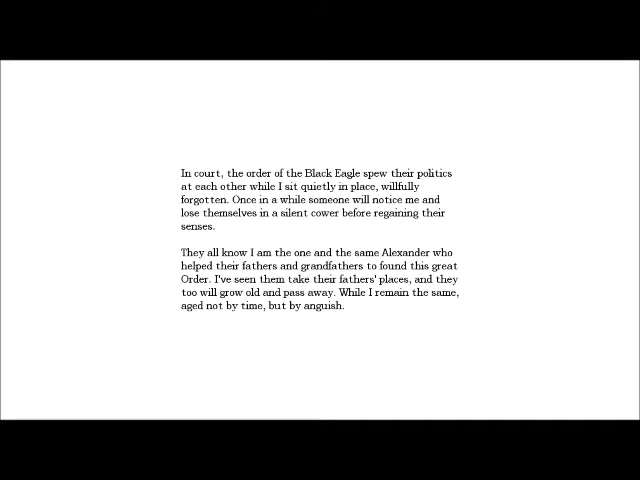 In court, the order of the Black Eagle spew their politics
at each other while I sit quietly in place, willfully
forgotten. Once in a while someone will notice me and
lose themselves in a silent cower before regaining their
senses.
They all know I am the one and the same Alexander who
helped their fathers and grandfathers to found this great
Order. I've seen them take their fathers' places, and they
too will grow old and pass away. While I remain the same,
aged not by time, but by anguish.